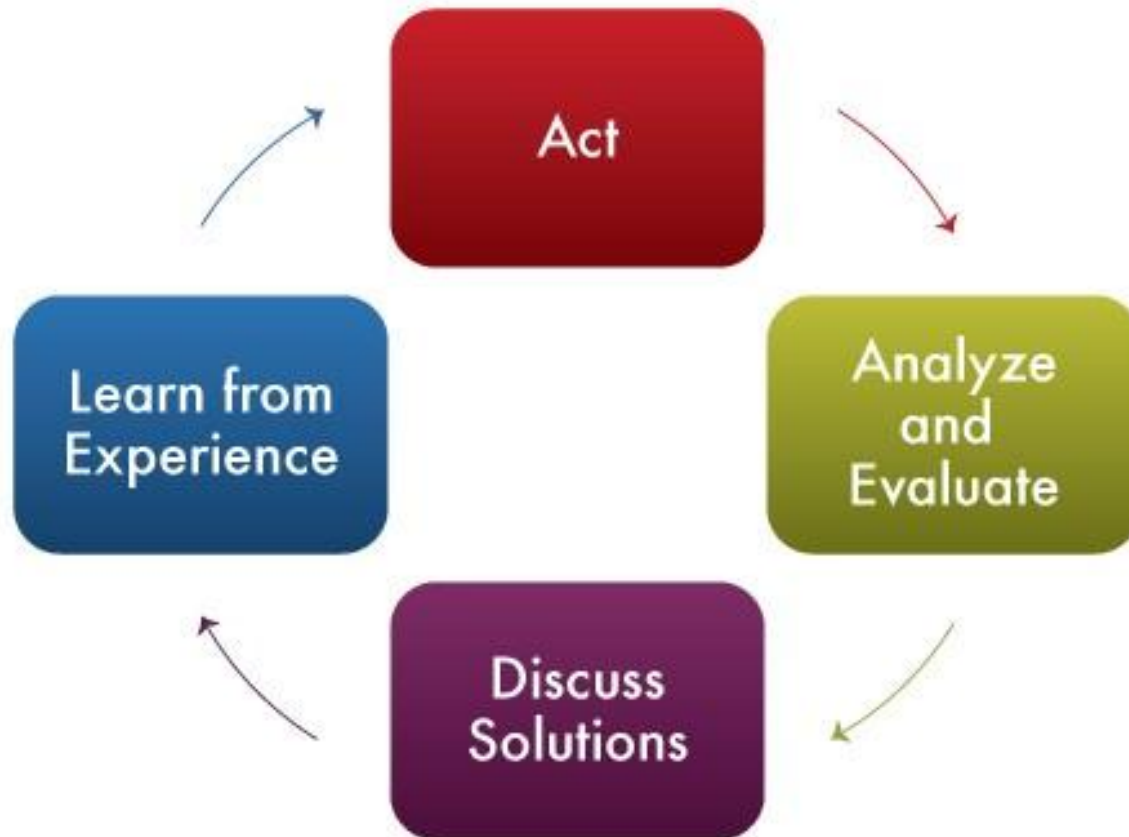 Act
Analyze
and
Evaluate
Discuss
Solutions
Learn from
Experience